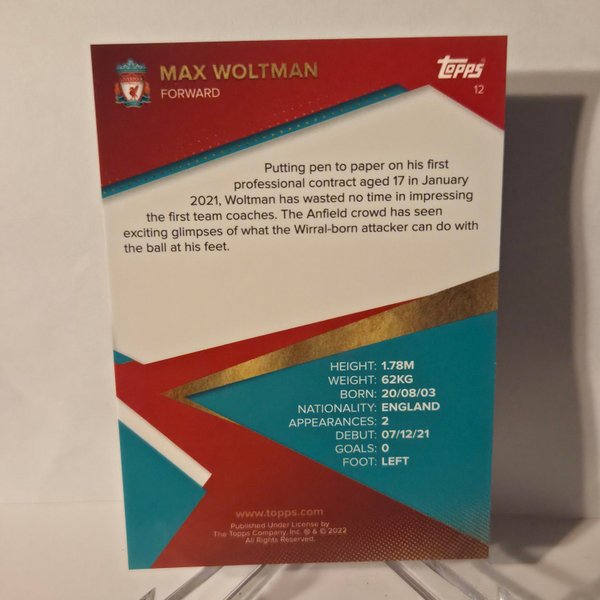 MAX WOLTMAN
FORWARD
Topps
12
Putting pen to paper on his first
professional contract aged 17 in January
2021, Woltman has wasted no time in impressing
the first team coaches. The Anfield crowd has seen
exciting glimpses of what the Wirral-born attacker can do with
the ball at his feet.
HEIGHT: 1.78M
WEIGHT: 62KG
BORN: 20/08/03
NATIONALITY: ENGLAND
APPEARANCES: 2
DEBUT: 07/12/21
GOALS: 0
FOOT: LEFT
www.topps.com
Published Under License by
The Topps Company, Inc. ® & © 2022
All Rights Reserved.